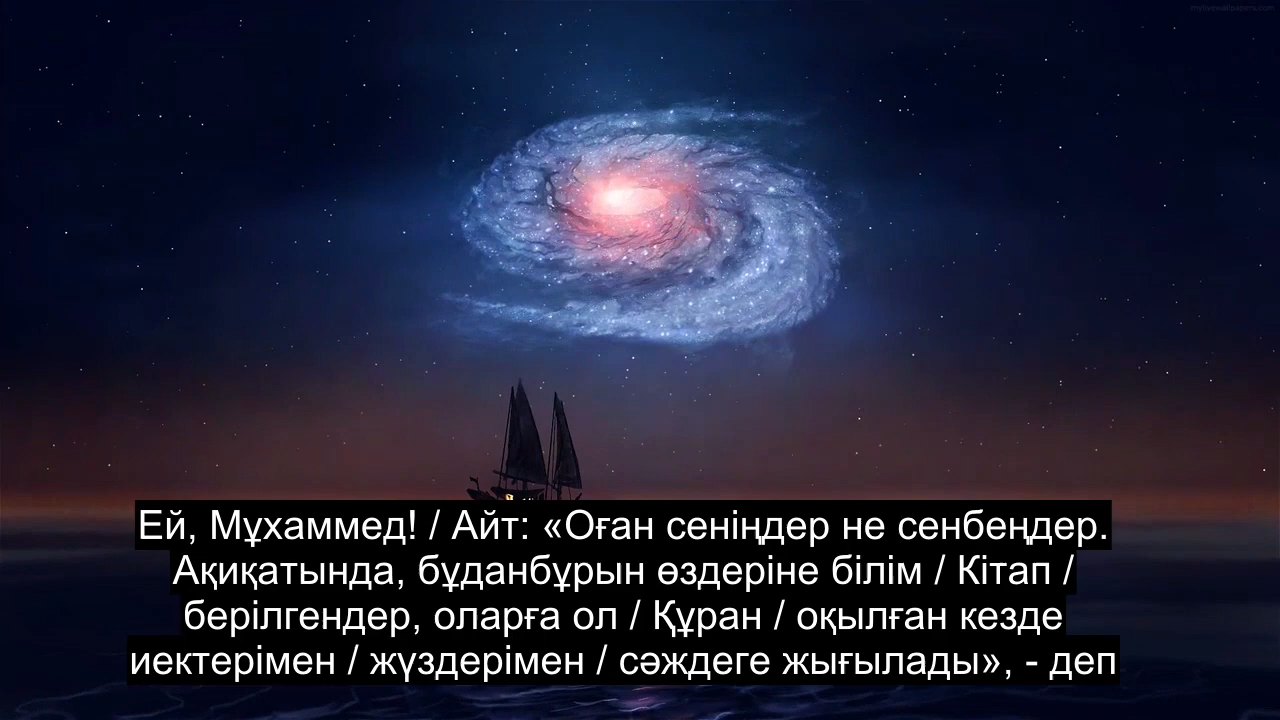 Ей, Мұхаммед! / Айт: «Оған сеніңдер не сенбеңдер.
Ақиқатында, бұданбұрын өздеріне білім / Кітап /
берілгендер, оларға ол / Құран / оқылған кезде
иектерімен / жүздерімен / сәждеге жығылады», - деп